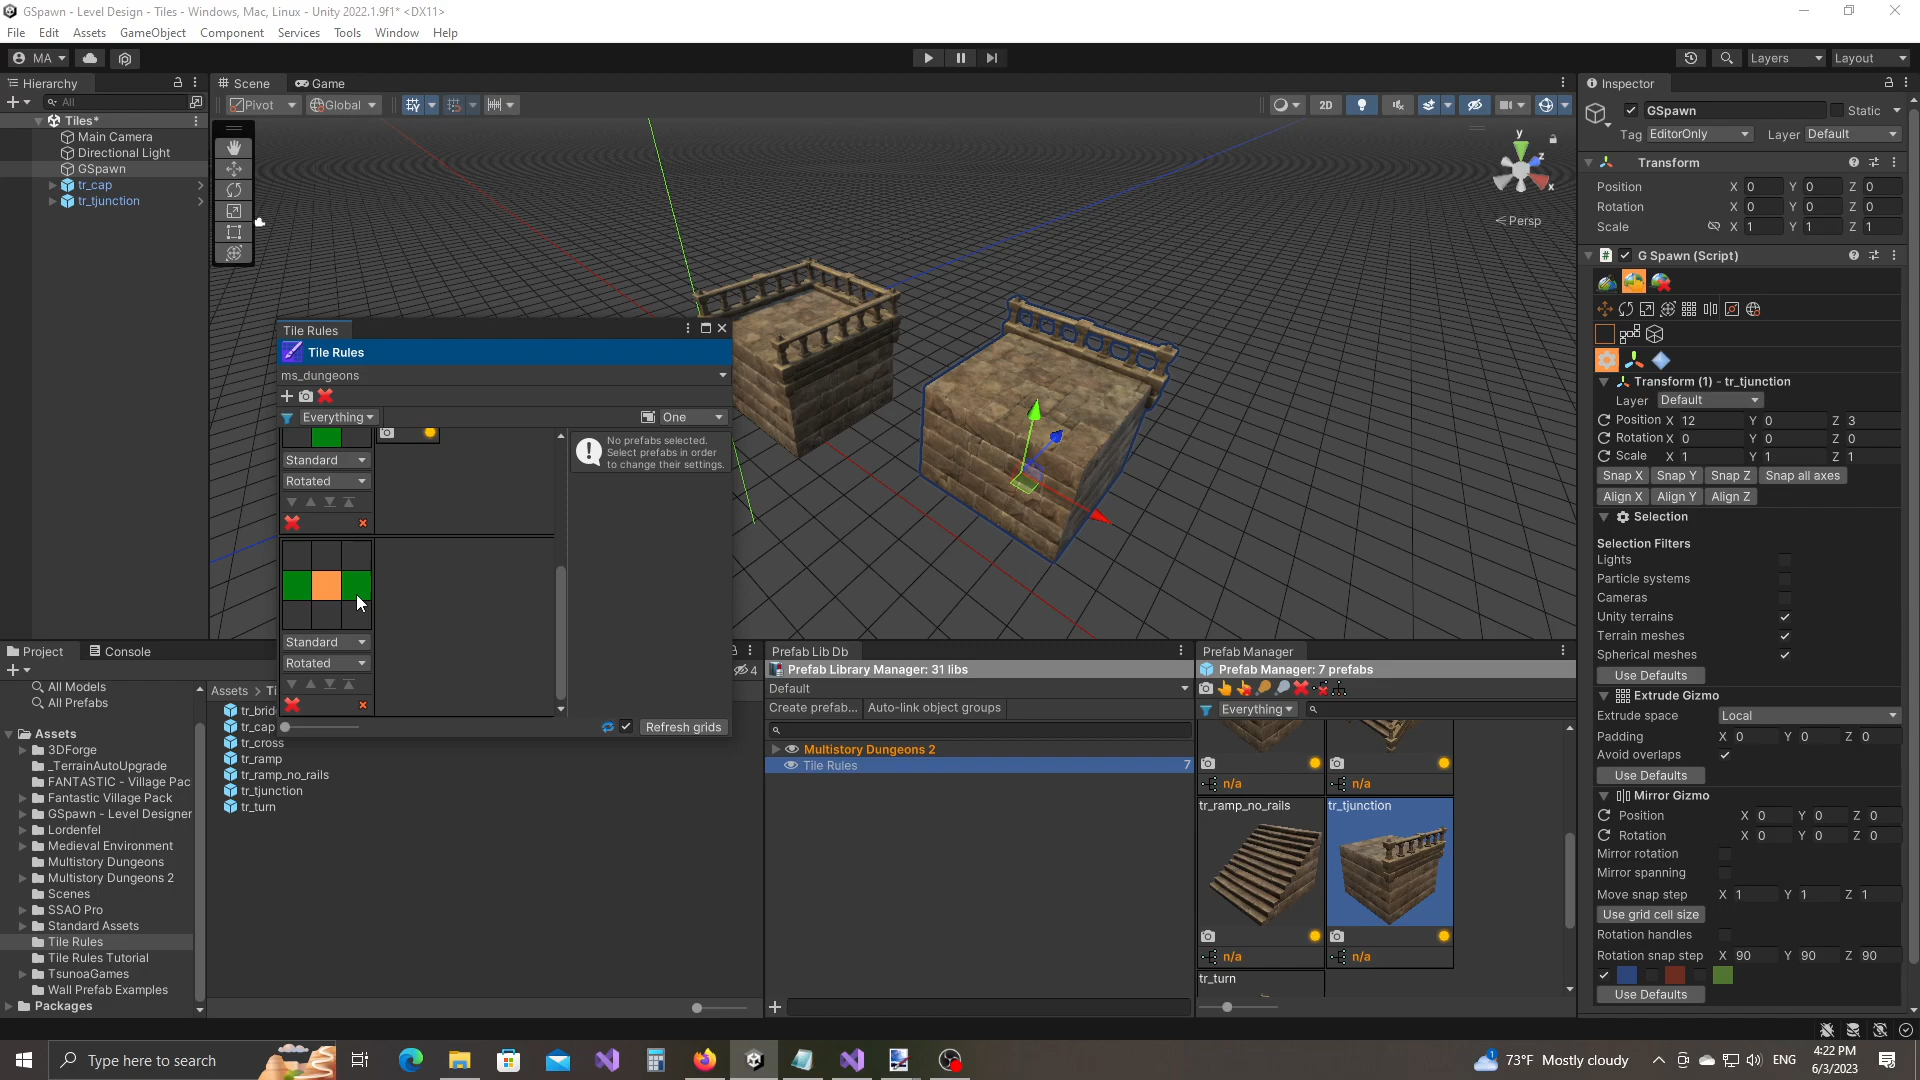 GSpawn - Level Design - Tiles - Windows, Mac, Linux - Unity 2022.1.9f1* <DX11>
File Edit Assets GameObject Component Services Tools Window Help
MA
Layers Layout
Hierarchy
All
Tiles*
Main Camera
Directional Light
GSpawn
tr_cap
tr_tjunction
Scene Game
Pivot Global 2D
y
z
x
Persp
Tile Rules
Tile Rules
ms_dungeons
Everything One
No prefabs selected.
Select prefabs in order
to change their settings.
Standard
Rotated
Standard
Rotated
Refresh grids
Project Console
4
All Models
All Prefabs
Assets
3DForge
_TerrainAutoUpgrade
FANTASTIC - Village Pac
Fantastic Village Pack
GSpawn - Level Designer
Lordenfel
Medieval Environment
Multistory Dungeons
Multistory Dungeons 2
Scenes
SSAO Pro
Standard Assets
Tile Rules
Tile Rules Tutorial
TsunoaGames
Wall Prefab Examples
Packages
Assets > Ti
tr_brid
tr_cap
tr_cross
tr_ramp
tr_ramp_no_rails
tr_tjunction
tr_turn
Prefab Lib Db
Prefab Library Manager: 31 libs
Default
Create prefab... Auto-link object groups
Multistory Dungeons 2
Tile Rules 7
Prefab Manager
Prefab Manager: 7 prefabs
Everything
n/a n/a
tr_ramp_no_rails tr_tjunction
n/a n/a
tr_turn
Inspector
GSpawn Static
Tag EditorOnly Layer Default
Transform
Position X 0 Y 0 Z 0
Rotation X 0 Y 0 Z 0
Scale X 1 Y 1 Z 1
G Spawn (Script)
Transform (1) - tr_tjunction
Layer Default
Position X 12 Y 0 Z 3
Rotation X 0 Y 0 Z 0
Scale X 1 Y 1 Z 1
Snap X Snap Y Snap Z Snap all axes
Align X Align Y Align Z
Selection
Selection Filters
Lights
Particle systems
Cameras
Unity terrains
Terrain meshes
Spherical meshes
Use Defaults
Extrude Gizmo
Extrude space Local
Padding X 0 Y 0 Z 0
Avoid overlaps
Use Defaults
Mirror Gizmo
Position X 0 Y 0 Z 0
Rotation X 0 Y 0 Z 0
Mirror rotation
Mirror spanning
Move snap step X 1 Y 1 Z 1
Use grid cell size
Rotation handles
Rotation snap step X 90 Y 90 Z 90
Use Defaults
Type here to search
73°F Mostly cloudy
ENG
4:22 PM
6/3/2023